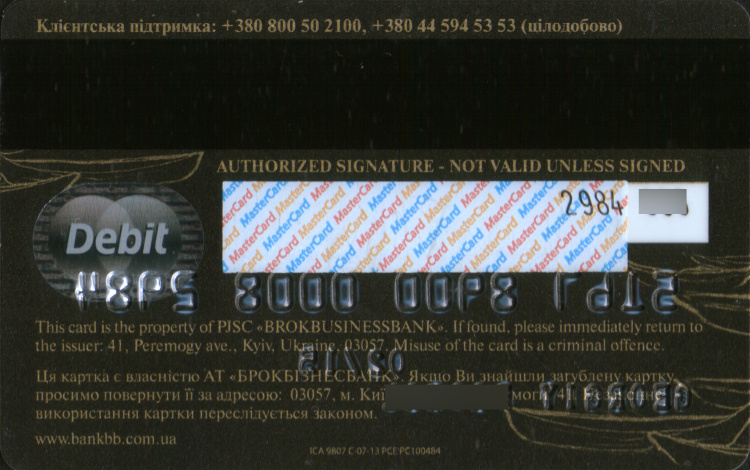 Клієнтська підтримка: +380 800 50 2100, +380 44 594 53 53 (цілодобово)
AUTHORIZED SIGNATURE - NOT VALID UNLESS SIGNED
2984
Debit
This card is the property of PJSC «BROKBUSINESSBANK». If found, please immediately return to
the issuer: 41, Peremogy ave., Kyiv, Ukraine, 03057. Misuse of the card is a criminal offence.
Ця картка є власністю АТ «БРОКБІЗНЕСБАНК». Якщо Ви знайшли загублену картку,
просимо повернути її за адресою: 03057, м.
використання картки переслідується законом.
www.bankbb.com.ua
ICA 9807 C-07-13 PCE PC100484